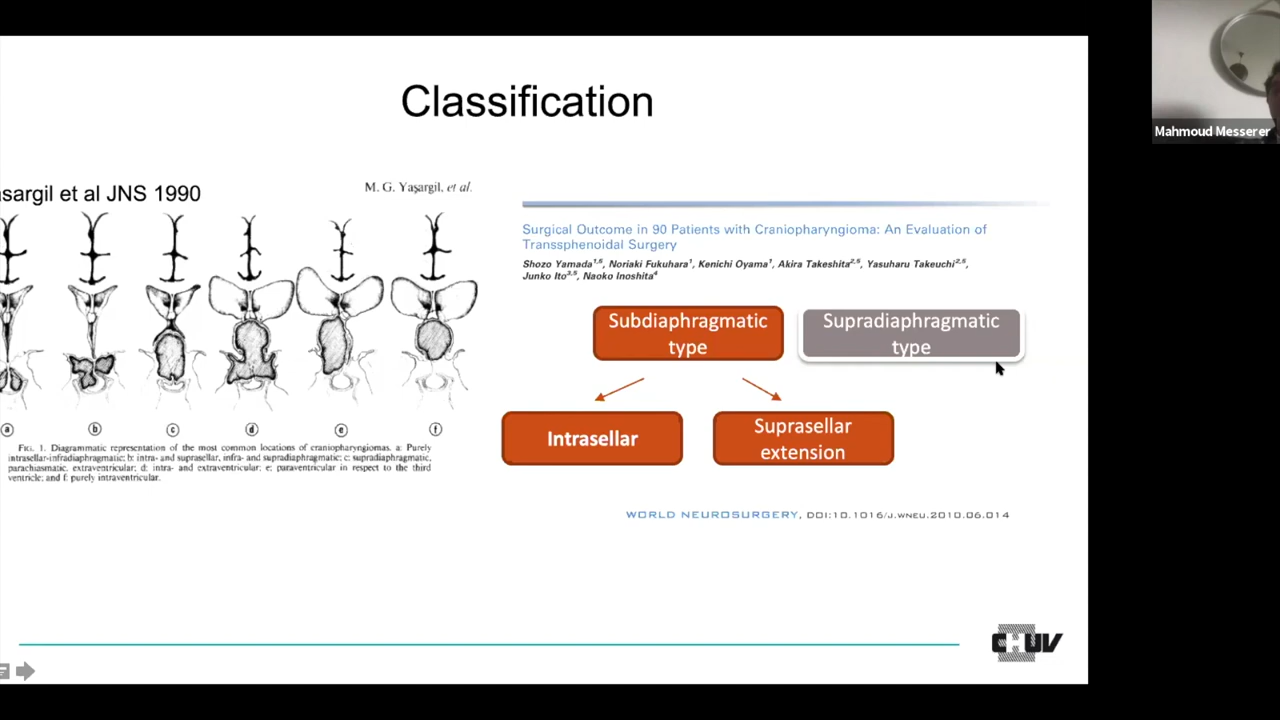 Classification
Mahmoud Messerer
asargil et al JNS 1990
M. G. Yaşargil, et al.
a b c d e f
FIG. 1. Diagrammatic representation of the most common locations of craniopharyngiomas. a: Purely
intrasellar-infradiaphragmatic; b: intra- and suprasellar, infra- and supradiaphragmatic; c: supradiaphragmatic,
parachiasmatic, extraventricular; d: intra- and extraventricular; e: paraventricular in respect to the third
ventricle; and f: purely intraventricular.
Surgical Outcome in 90 Patients with Craniopharyngioma: An Evaluation of
Transsphenoidal Surgery
Shozo Yamada1,6, Noriaki Fukuhara1, Kenichi Oyama1, Akira Takeshita2,5, Yasuharu Takeuchi2,5,
Junko Ito3,5, Naoko Inoshita4
Subdiaphragmatic
type
Supradiaphragmatic
type
Intrasellar
Suprasellar
extension
WORLD NEUROSURGERY, DOI:10.1016/J.WNEU.2010.06.014
CHUV